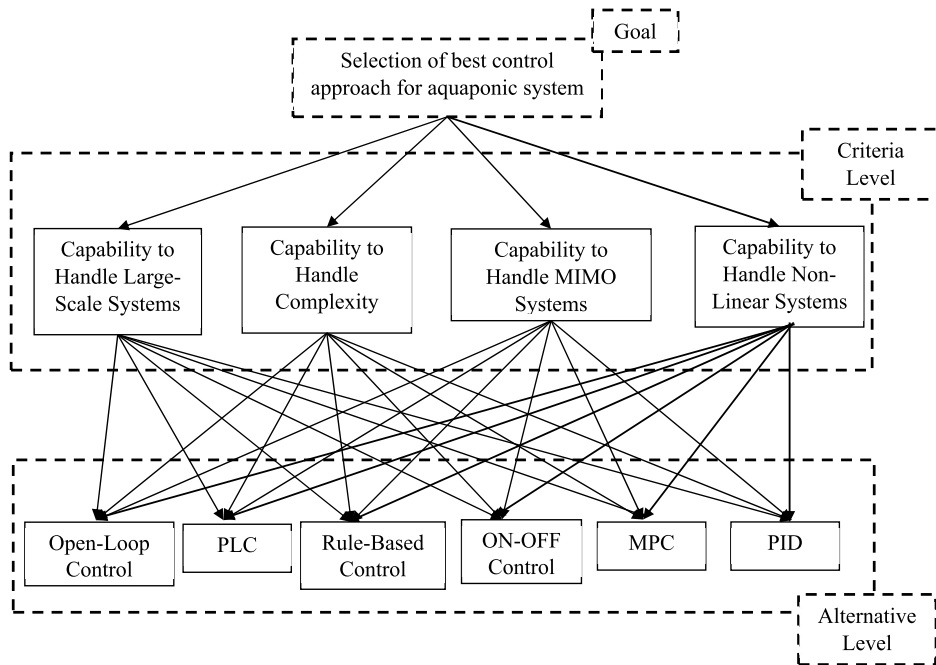 Goal
Selection of best control
approach for aquaponic system
Criteria
Level
Capability to
Handle Large-
Scale Systems
Capability to
Handle
Complexity
Capability to
Handle MIMO
Systems
Capability to
Handle Non-
Linear Systems
Open-Loop
Control
PLC
Rule-Based
Control
ON-OFF
Control
MPC
PID
Alternative
Level